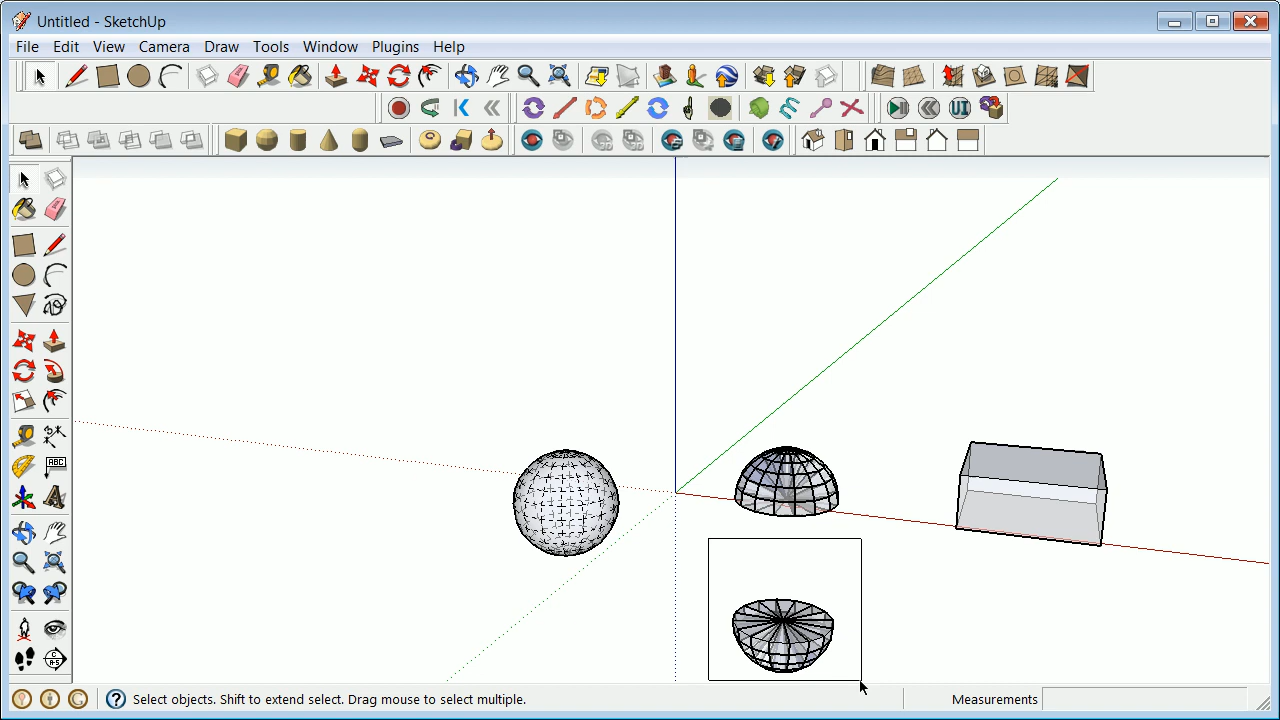 Untitled - SketchUp
File Edit View Camera Draw Tools Window Plugins Help
UI
ABC
Select objects. Shift to extend select. Drag mouse to select multiple.
Measurements